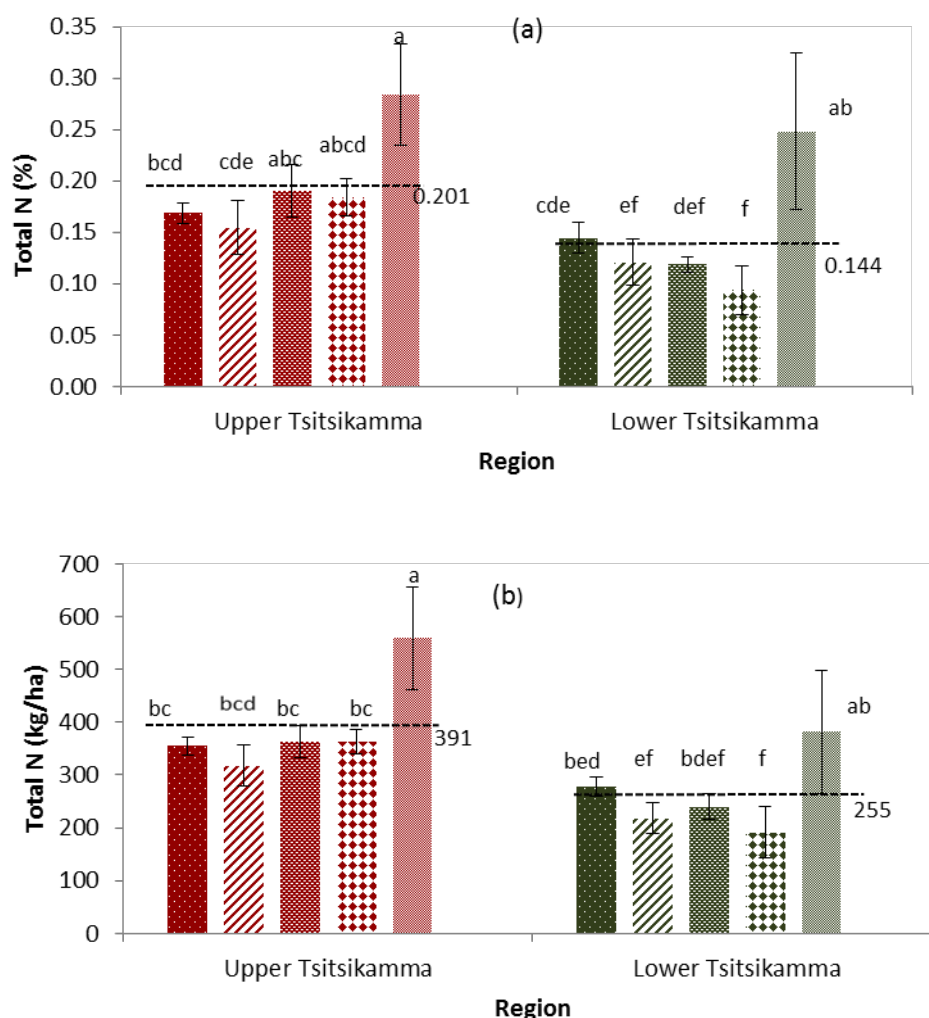 (a)
Total N (%)
0.35
0.30
0.25
0.20
0.15
0.10
0.05
0.00
bcd
cde
abc
abcd
a
0.201
cde
ef
def
f
ab
0.144
Upper Tsitsikamma
Lower Tsitsikamma
Region
(b)
Total N (kg/ha)
700
600
500
400
300
200
100
0
bc
bcd
bc
bc
a
391
bed
ef
bdef
f
ab
255
Upper Tsitsikamma
Lower Tsitsikamma
Region